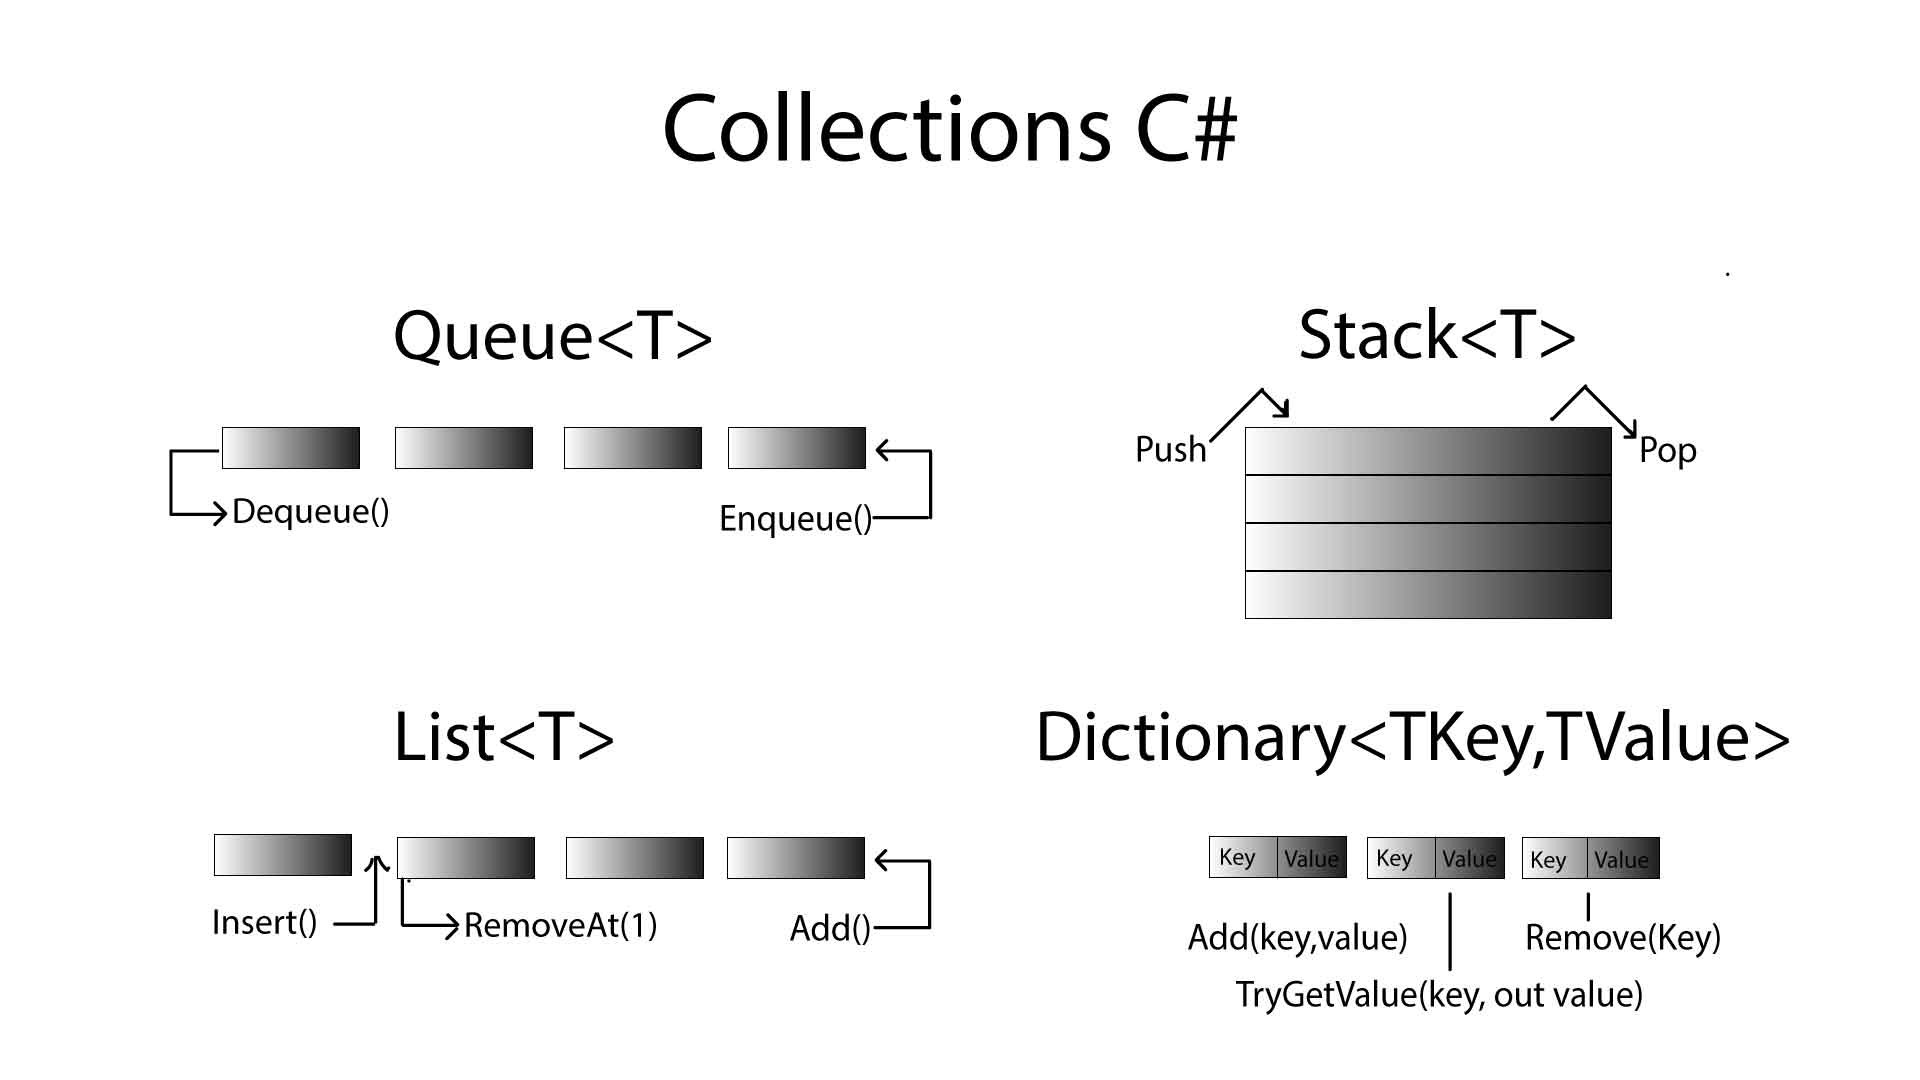 Collections C#
Queue<T>
Dequeue()
Enqueue()
Stack<T>
Push
Pop
List<T>
Insert()
RemoveAt(1)
Add()
Dictionary<TKey,TValue>
Key Value Key Value Key Value
Add(key,value)
Remove(Key)
TryGetValue(key, out value)